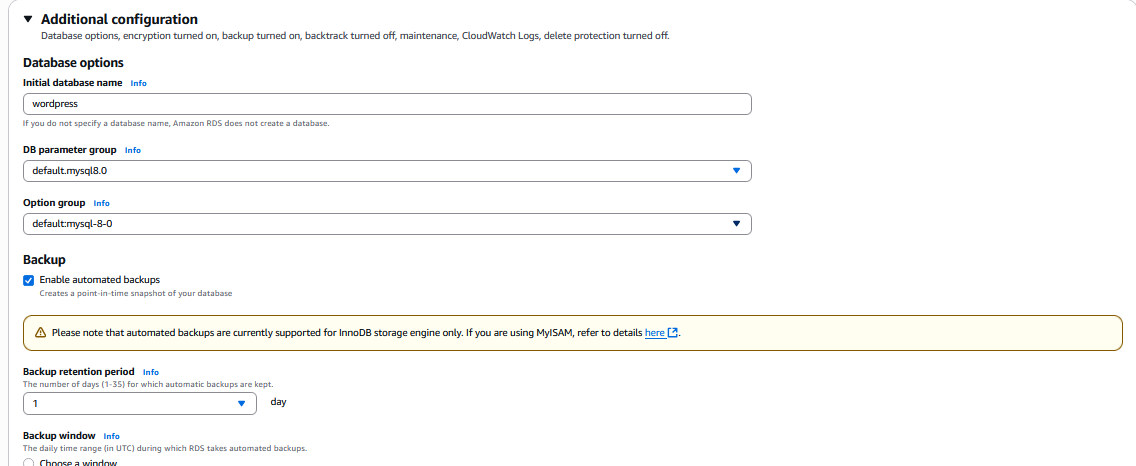 Additional configuration
Database options, encryption turned on, backup turned on, backtrack turned off, maintenance, CloudWatch Logs, delete protection turned off.
Database options
Initial database name Info
wordpress
If you do not specify a database name, Amazon RDS does not create a database.
DB parameter group Info
default.mysql8.0
Option group Info
default:mysql-8-0
Backup
Enable automated backups
Creates a point-in-time snapshot of your database
Please note that automated backups are currently supported for InnoDB storage engine only. If you are using MyISAM, refer to details here.
Backup retention period Info
The number of days (1-35) for which automatic backups are kept.
1 day
Backup window Info
The daily time range (in UTC) during which RDS takes automated backups.
Choose a window